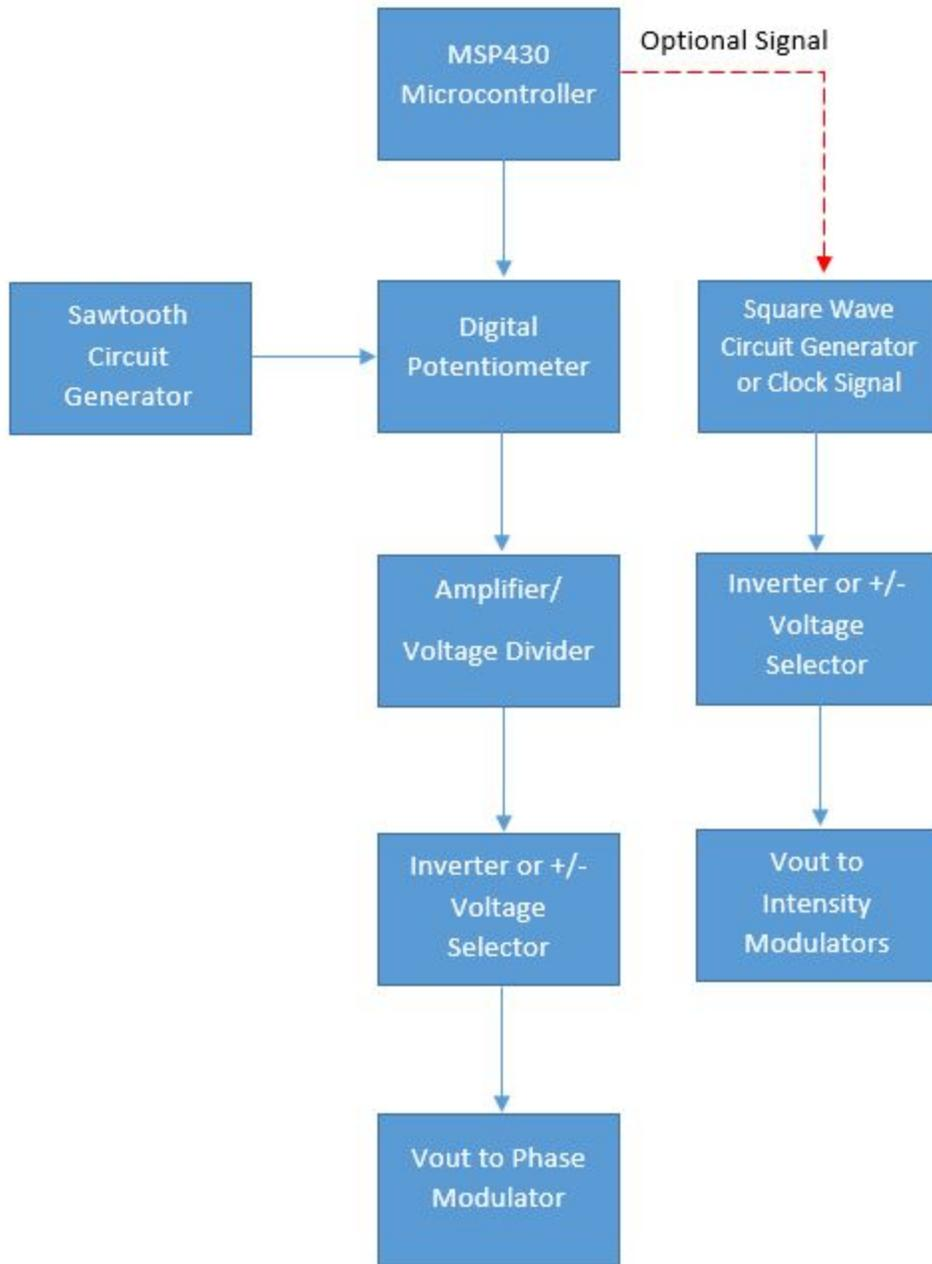 MSP430
Microcontroller
Optional Signal
Sawtooth
Circuit
Generator
Digital
Potentiometer
Square Wave
Circuit Generator
or Clock Signal
Amplifier/
Voltage Divider
Inverter or +/-
Voltage
Selector
Inverter or +/-
Voltage
Selector
Vout to
Intensity
Modulators
Vout to Phase
Modulator